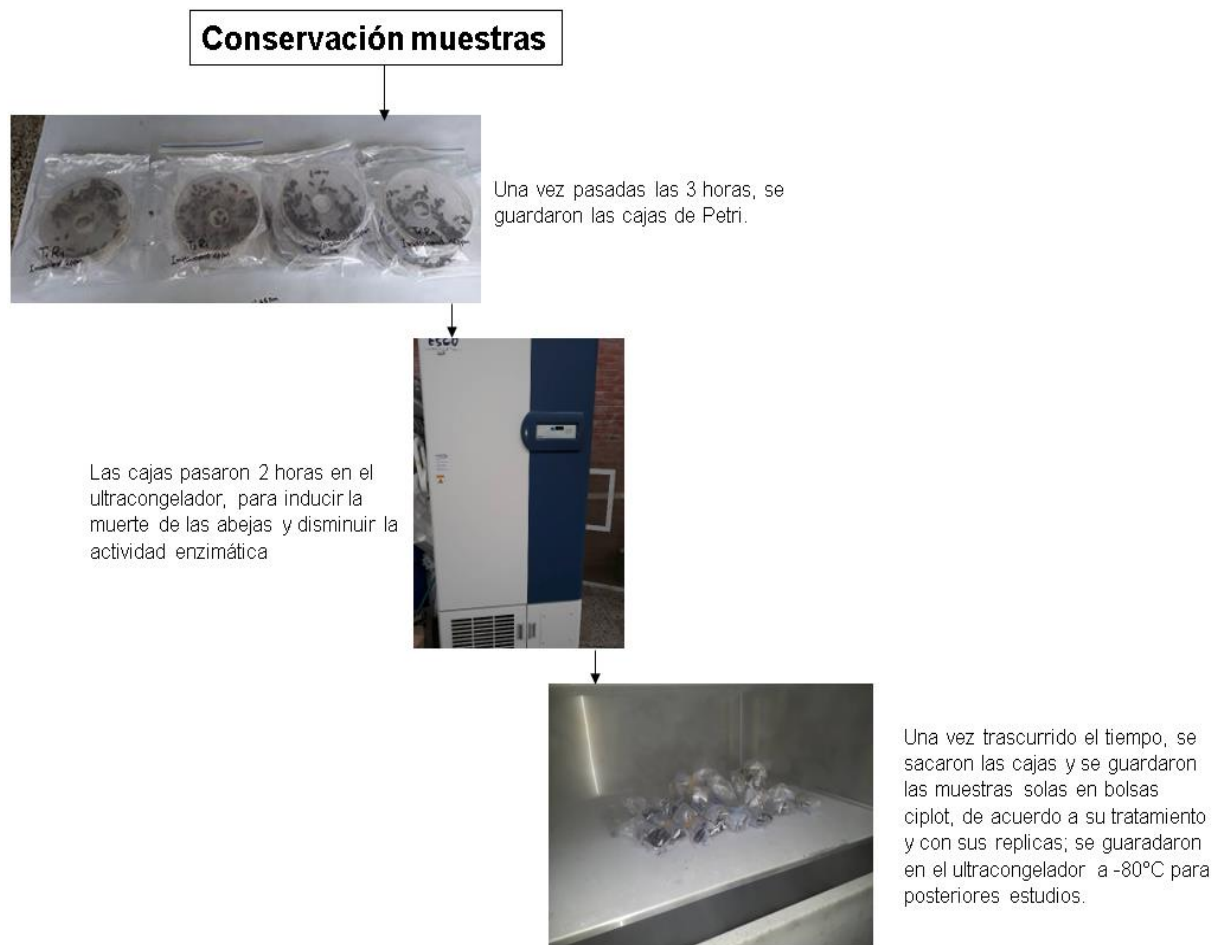 Conservación muestras
Una vez pasadas las 3 horas, se
guardaron las cajas de Petri.
ESCO
Las cajas pasaron 2 horas en el
ultracongelador, para inducir la
muerte de las abejas y disminuir la
actividad enzimática
Una vez trascurrido el tiempo, se
sacaron las cajas y se guardaron
las muestras solas en bolsas
ciplot, de acuerdo a su tratamiento
y con sus replicas; se guaradaron
en el ultracongelador a -80°C para
posteriores estudios.